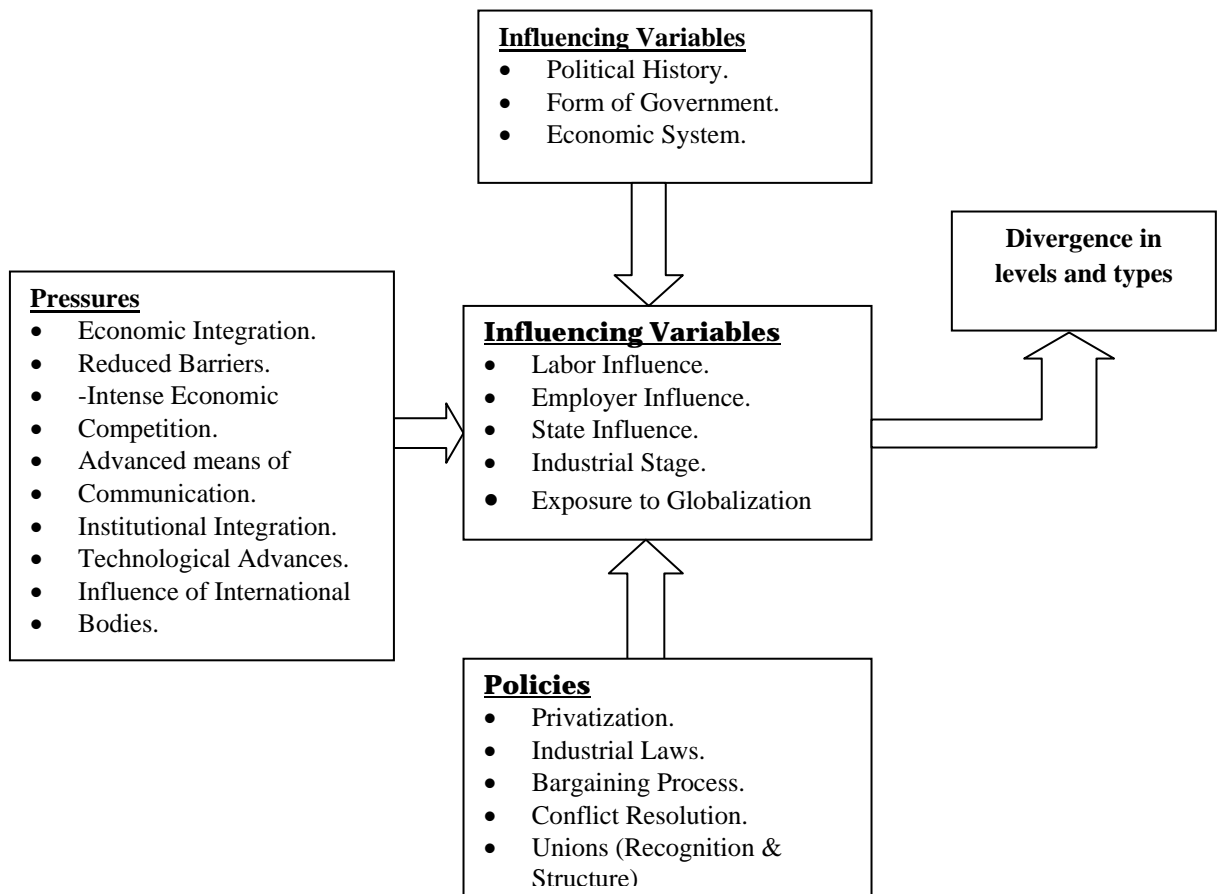 Influencing Variables
• Political History.
• Form of Government.
• Economic System.
Divergence in
levels and types
Pressures
• Economic Integration.
• Reduced Barriers.
• -Intense Economic
• Competition.
• Advanced means of
• Communication.
• Institutional Integration.
• Technological Advances.
• Influence of International
• Bodies.
Influencing Variables
• Labor Influence.
• Employer Influence.
• State Influence.
• Industrial Stage.
• Exposure to Globalization
Policies
• Privatization.
• Industrial Laws.
• Bargaining Process.
• Conflict Resolution.
• Unions (Recognition &
Structure)